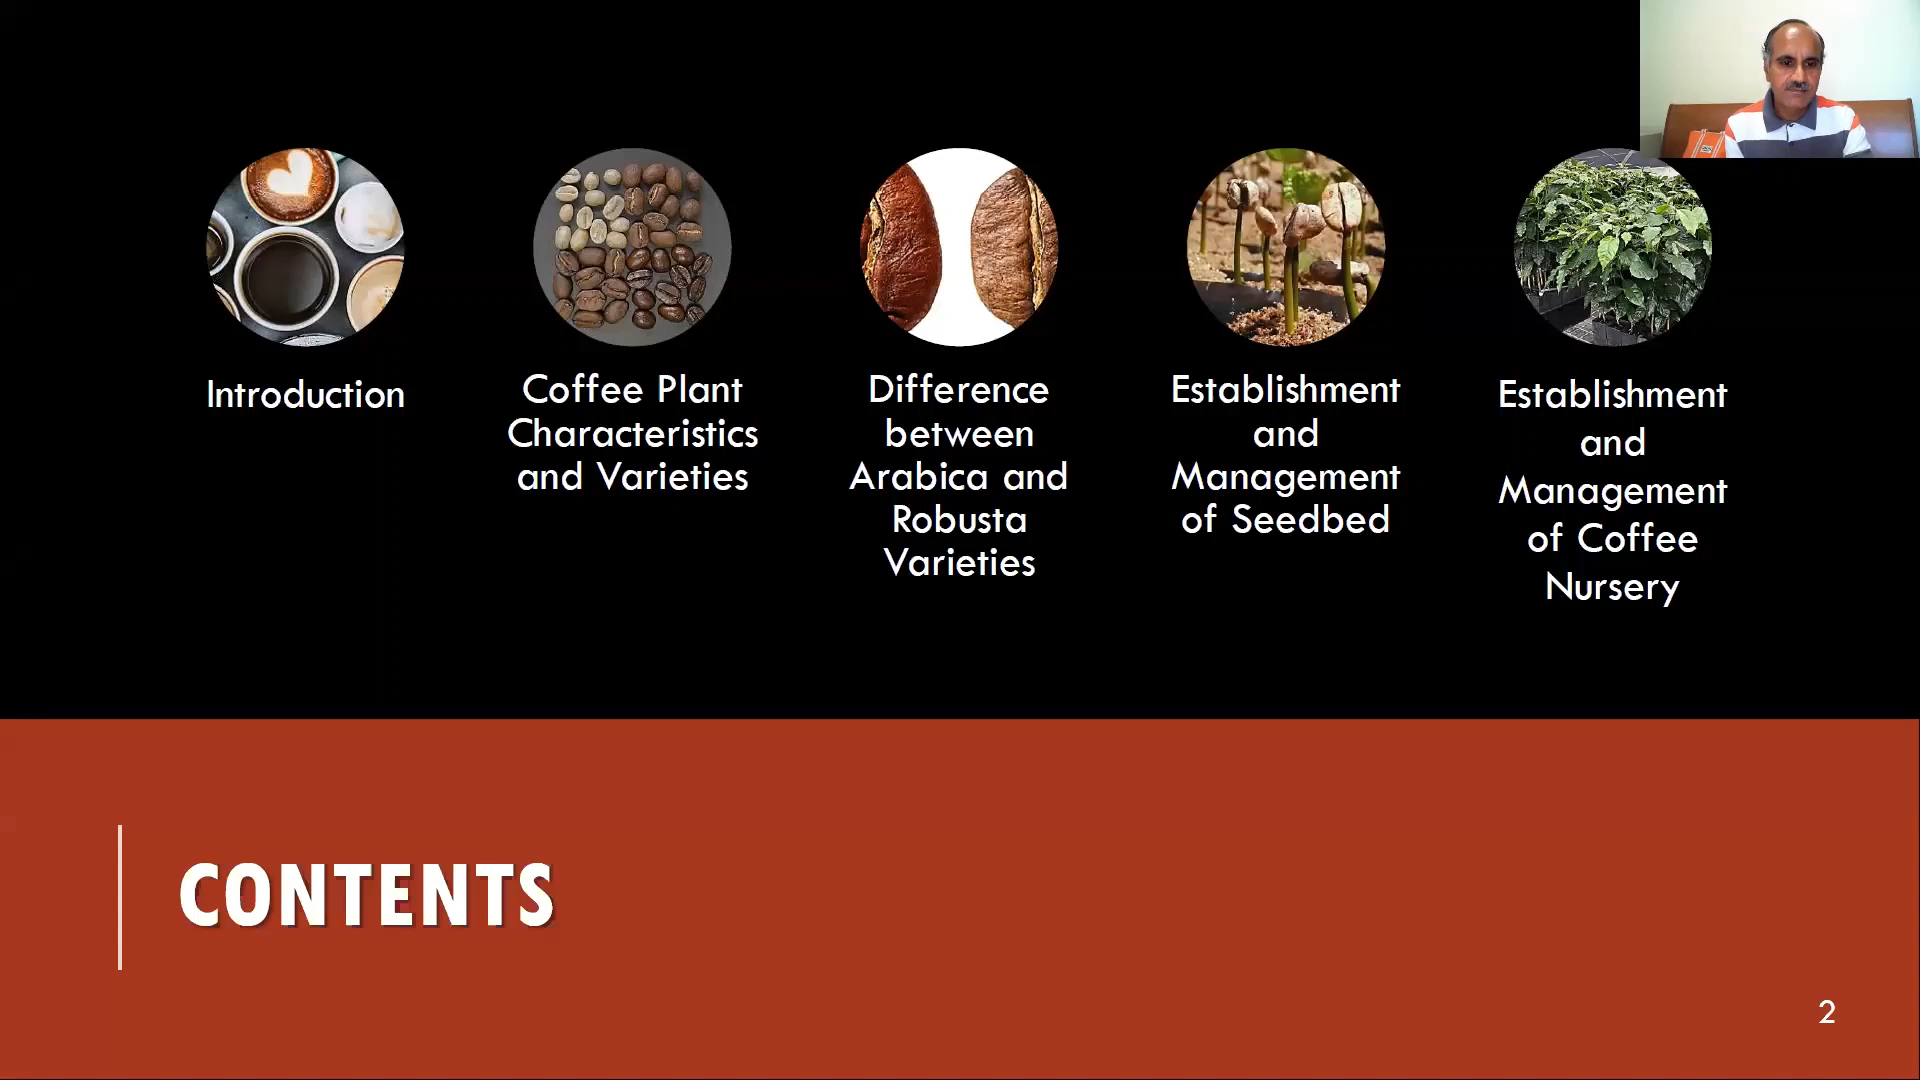 Introduction
Coffee Plant
Characteristics
and Varieties
Difference
between
Arabica and
Robusta
Varieties
Establishment
and
Management
of Seedbed
Establishment
and
Management
of Coffee
Nursery
CONTENTS
2